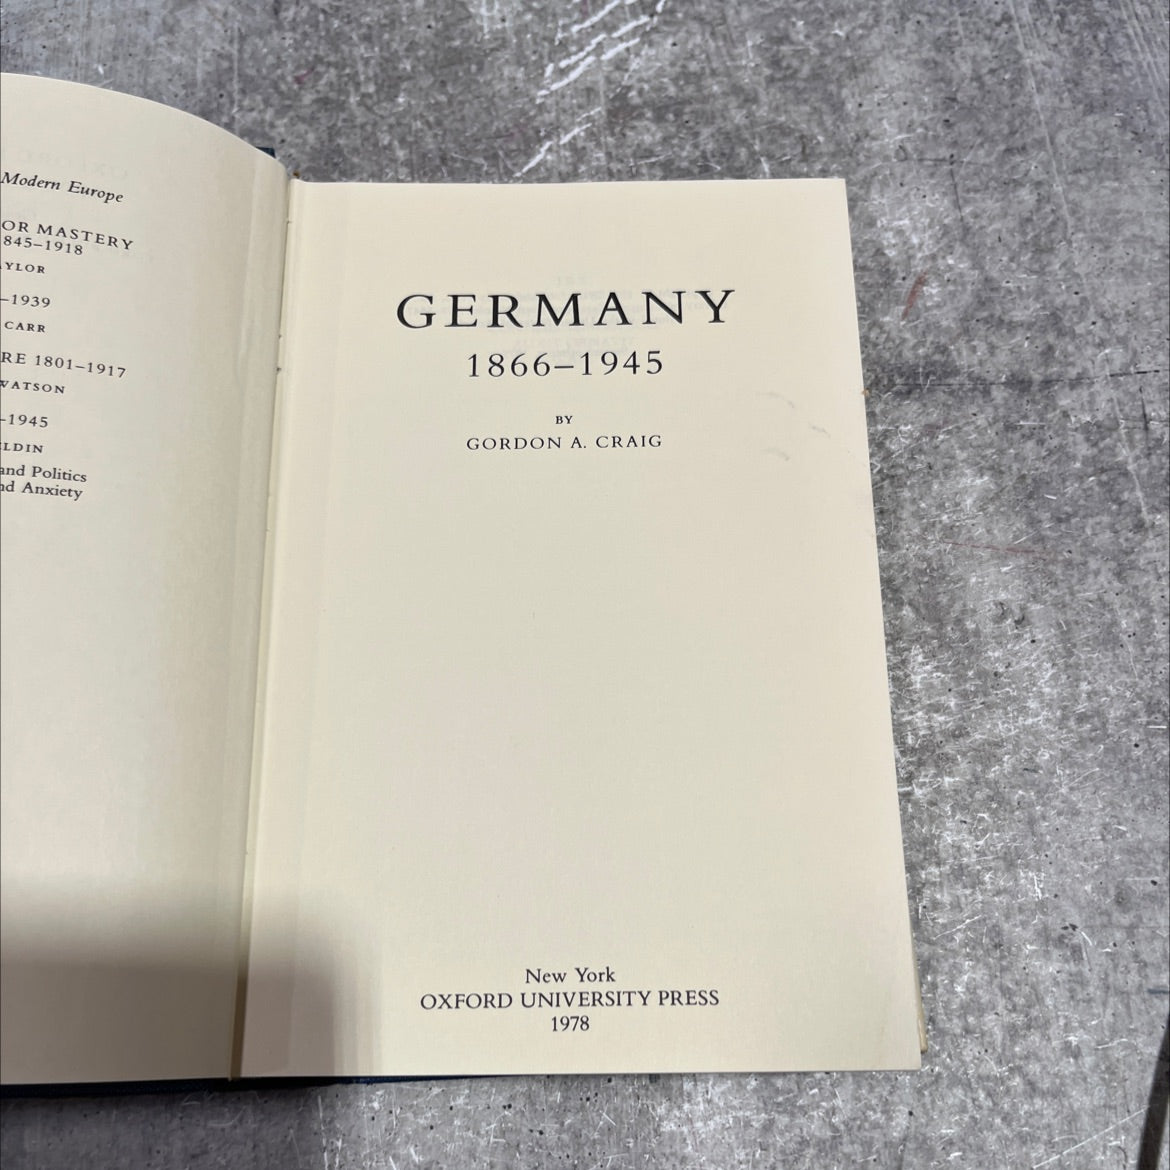 Modern Europe
OR MASTERY
845–1918
AYLOR
–1939
CARR
RE 1801–1917
WATSON
–1945
LDIN
and Politics
nd Anxiety
GERMANY
1866–1945
BY
GORDON A. CRAIG
New York
OXFORD UNIVERSITY PRESS
1978